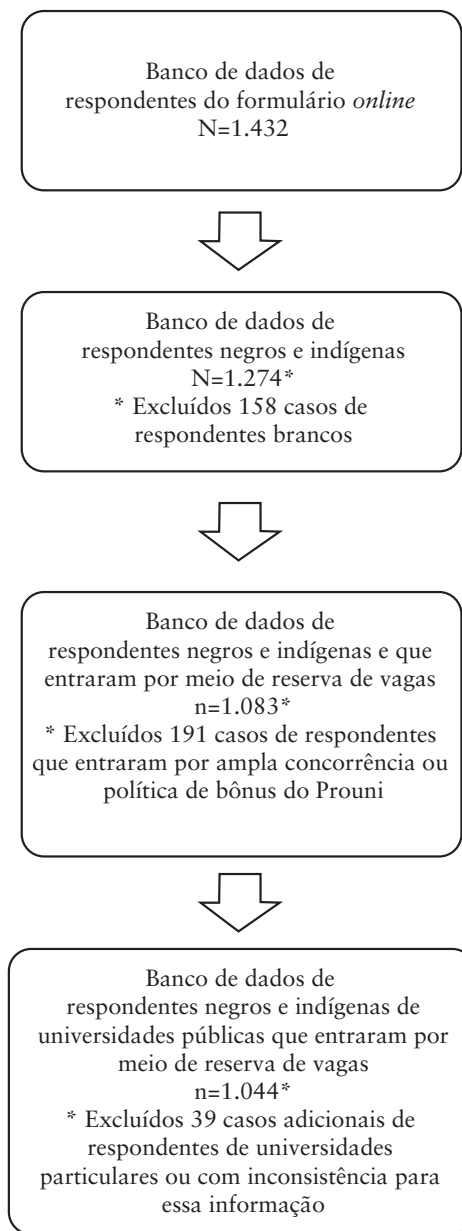 Banco de dados de
respondentes do formulário online
N=1.432
Banco de dados de
respondentes negros e indígenas
N=1.274*
* Excluídos 158 casos de
respondentes brancos
Banco de dados de
respondentes negros e indígenas e que
entraram por meio de reserva de vagas
n=1.083*
* Excluídos 191 casos de respondentes
que entraram por ampla concorrência ou
política de bônus do Prouni
Banco de dados de
respondentes negros e indígenas de
universidades públicas que entraram por
meio de reserva de vagas
n=1.044*
* Excluídos 39 casos adicionais de
respondentes de universidades
particulares ou com inconsistência para
essa informação